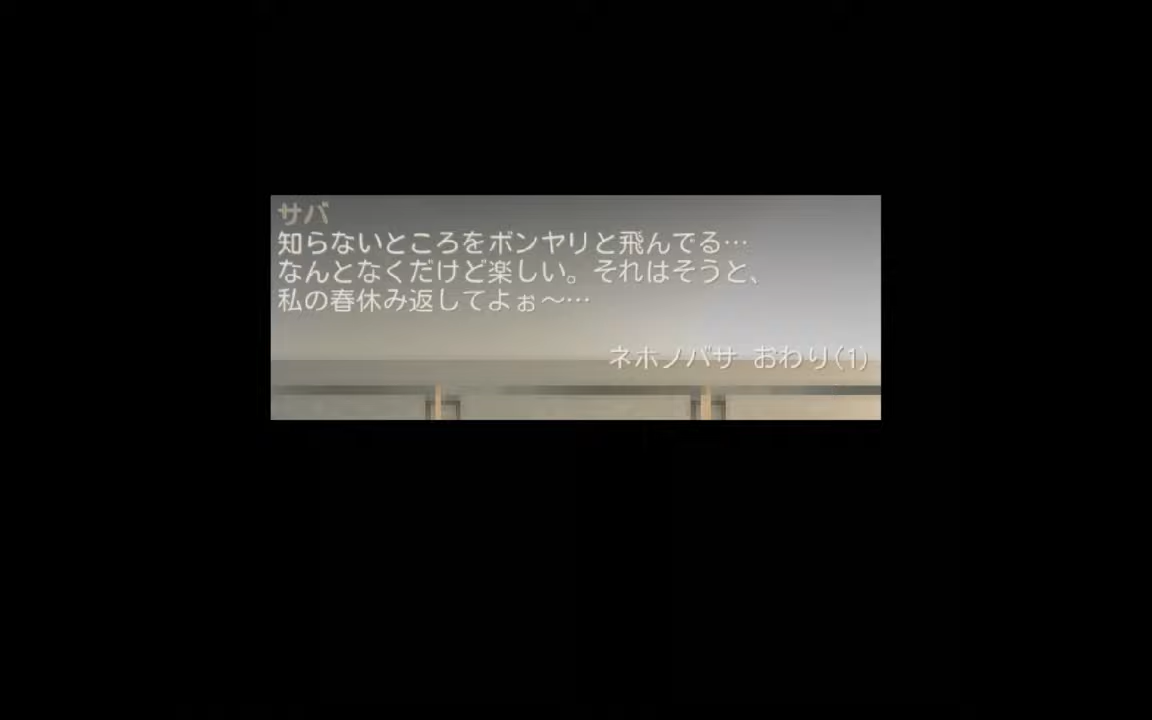 サバ
知らないところをボンヤリと飛んでる…
なんとなくだけど楽しい。それはそうと、
私の春休み返してよぉ～…
ネホノバサ おわり(1)